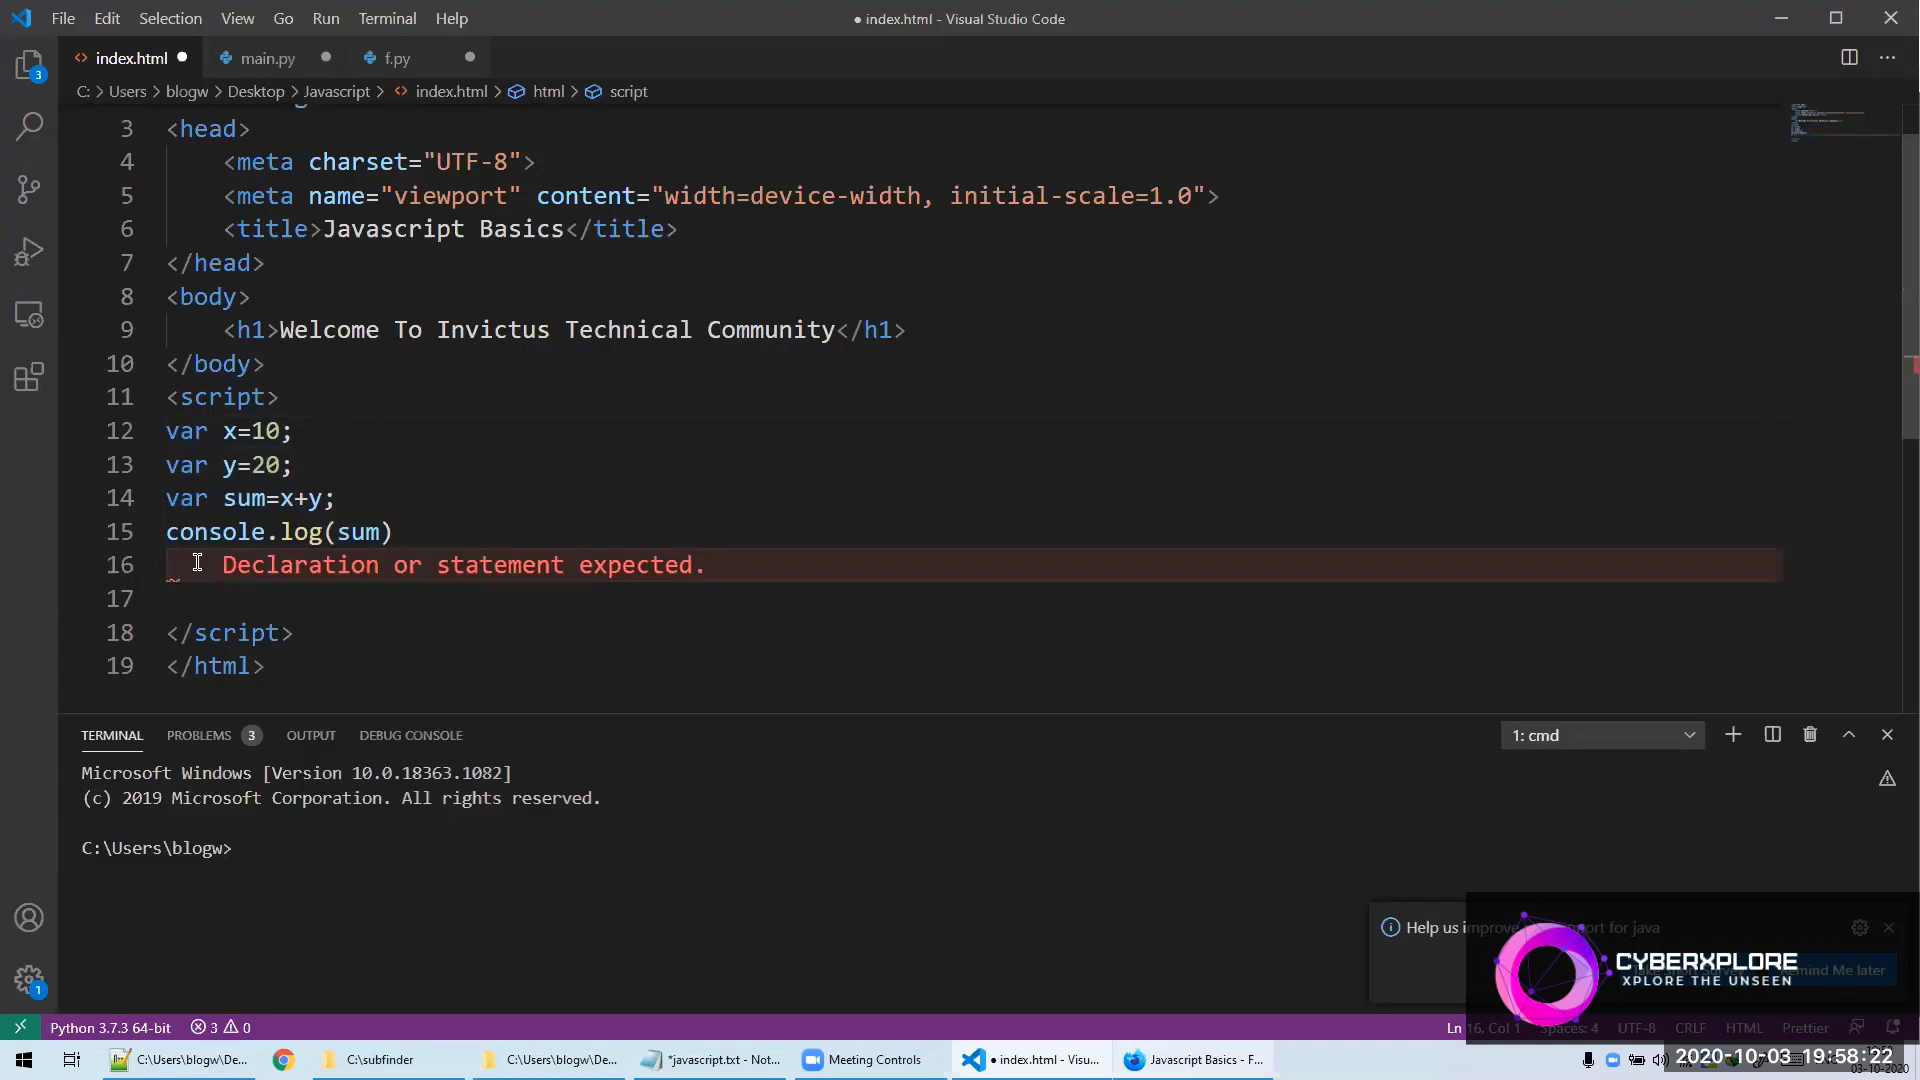 File Edit Selection View Go Run Terminal Help
● index.html - Visual Studio Code
index.html main.py f.py
3
C: > Users > blogw > Desktop > Javascript > index.html > html > script
3 <head>
4 <meta charset="UTF-8">
5 <meta name="viewport" content="width=device-width, initial-scale=1.0">
6 <title>Javascript Basics</title>
7 </head>
8 <body>
9 <h1>Welcome To Invictus Technical Community</h1>
10 </body>
11 <script>
12 var x=10;
13 var y=20;
14 var sum=x+y;
15 console.log(sum)
16 Declaration or statement expected.
17
18 </script>
19 </html>
TERMINAL PROBLEMS 3 OUTPUT DEBUG CONSOLE 1: cmd
Microsoft Windows [Version 10.0.18363.1082]
(c) 2019 Microsoft Corporation. All rights reserved.
C:\Users\blogw>
Help us improve port for java
CYBERXPLORE
XPLORE THE UNSEEN
Remind Me later
1
Python 3.7.3 64-bit 3 0
Ln 16, Col 1 Spaces: 4 UTF-8 CRLF HTML Prettier
C:\Users\blogw\De... C:\subfinder C:\Users\blogw\De... *javascript.txt - Not... Meeting Controls ● index.html - Visu... Javascript Basics - F...
2020-10-03 19:58:22
03-10-2020